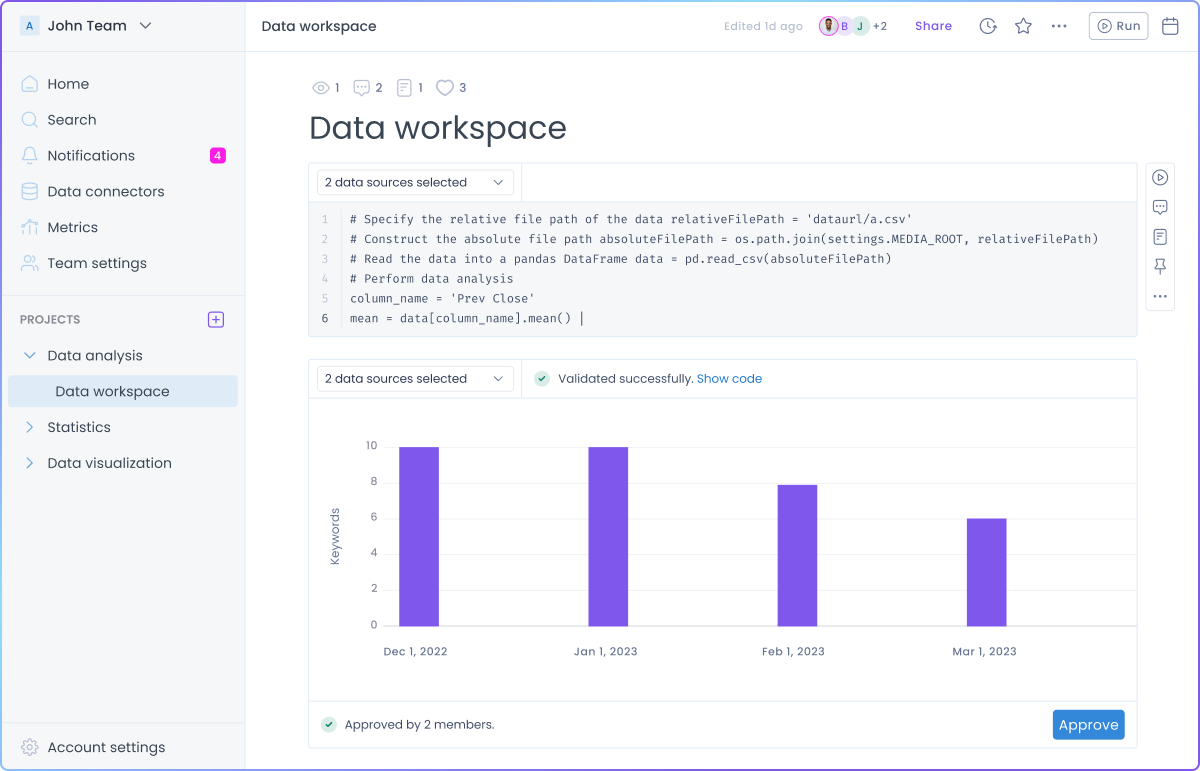 A John Team
Data workspace
Edited 1d ago
B
J
+2
Share
Run
Home
Search
Notifications 4
Data connectors
Metrics
Team settings
PROJECTS
Data analysis
Data workspace
Statistics
Data visualization
Account settings
1 2 1 3
Data workspace
2 data sources selected
1 # Specify the relative file path of the data relativeFilePath = 'dataurl/a.csv'
2 # Construct the absolute file path absoluteFilePath = os.path.join(settings.MEDIA_ROOT, relativeFilePath)
3 # Read the data into a pandas DataFrame data = pd.read_csv(absoluteFilePath)
4 # Perform data analysis
5 column_name = 'Prev Close'
6 mean = data[column_name].mean()
2 data sources selected
Validated successfully. Show code
Keywords
10
8
6
4
2
0
Dec 1, 2022
Jan 1, 2023
Feb 1, 2023
Mar 1, 2023
Approved by 2 members.
Approve